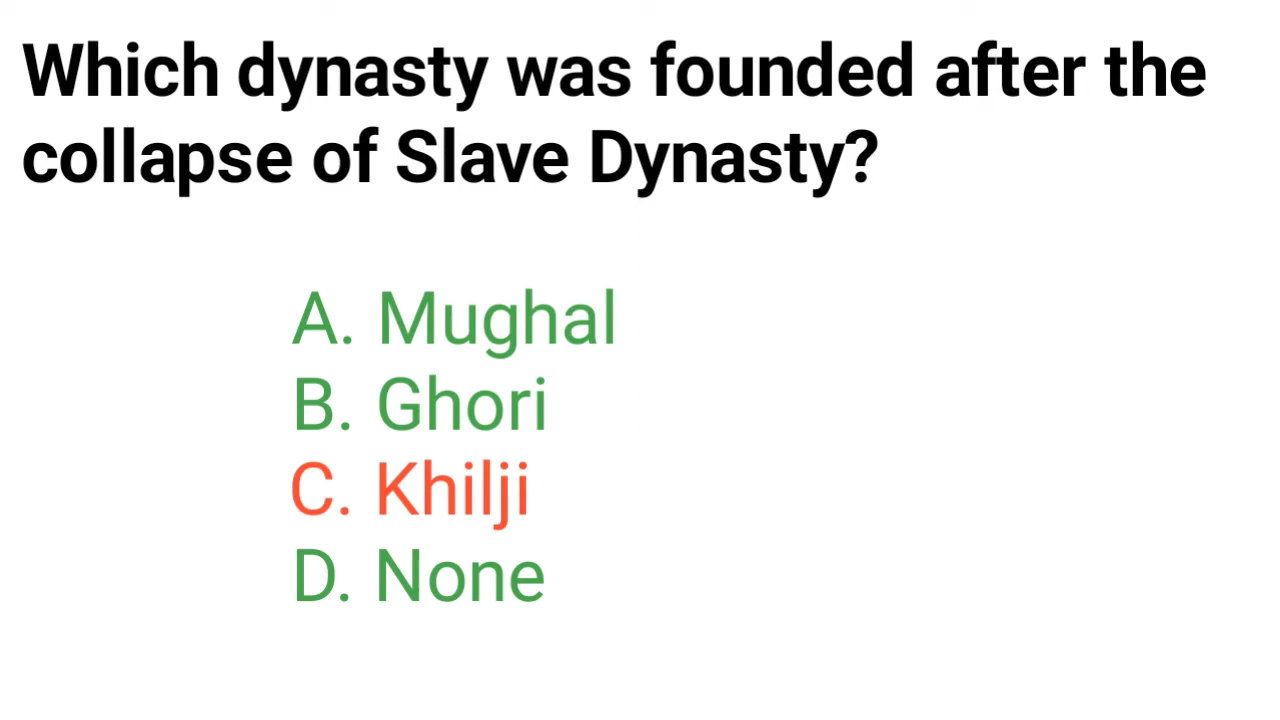 Which dynasty was founded after the
collapse of Slave Dynasty?
A. Mughal
B. Ghori
C. Khilji
D. None